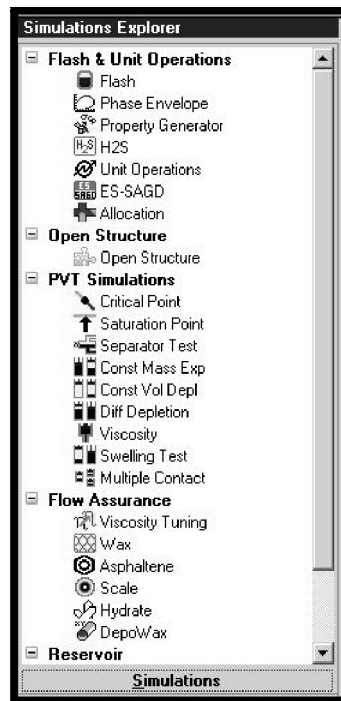 Simulations Explorer
Flash & Unit Operations
Flash
Phase Envelope
Property Generator
H2S H2S
Unit Operations
ES SAGD ES-SAGD
Allocation
Open Structure
Open Structure
PVT Simulations
Critical Point
Saturation Point
Separator Test
Const Mass Exp
Const Vol Depl
Diff Depletion
Viscosity
Swelling Test
Multiple Contact
Flow Assurance
Viscosity Tuning
Wax
Asphaltene
Scale
Hydrate
DepoWax
Reservoir
Simulations